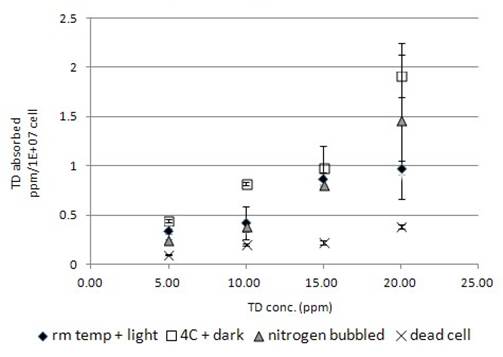 2.5
2
1.5
1
0.5
0
TD absorbed
ppm/1E+07 cell
0.00 5.00 10.00 15.00 20.00 25.00
TD conc. (ppm)
rm temp + light 4C + dark nitrogen bubbled dead cell